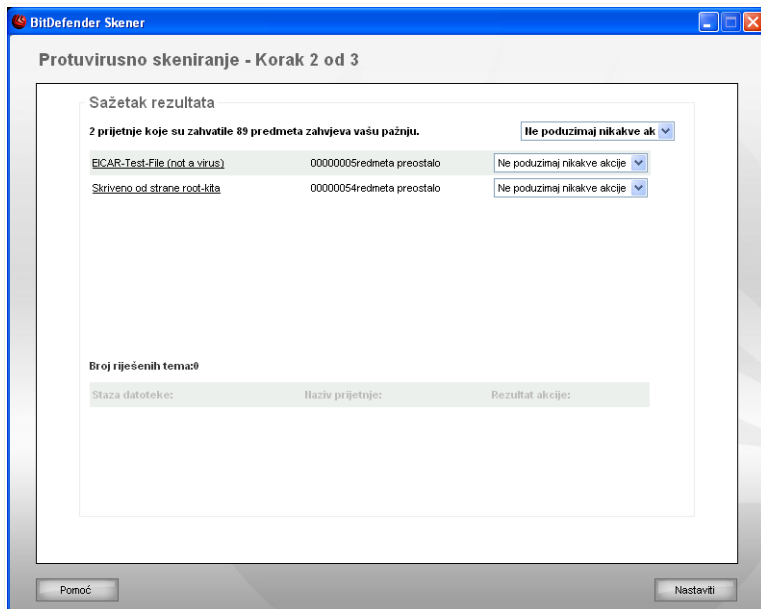 BitDefender Skener
Protuvirusno skeniranje - Korak 2 od 3
Sažetak rezultata
2 prijetnje koje su zahvatile 89 predmeta zahvjeva vašu pažnju.
Ne poduzimaj nikakve ak
EICAR-Test-File (not a virus) 00000005redmeta preostalo Ne poduzimaj nikakve akcije
Skriveno od strane root-kita 00000054redmeta preostalo Ne poduzimaj nikakve akcije
Broj riješenih tema:0
Staza datoteke: Naziv prijetnje: Rezultat akcije:
Pomoć Nastaviti